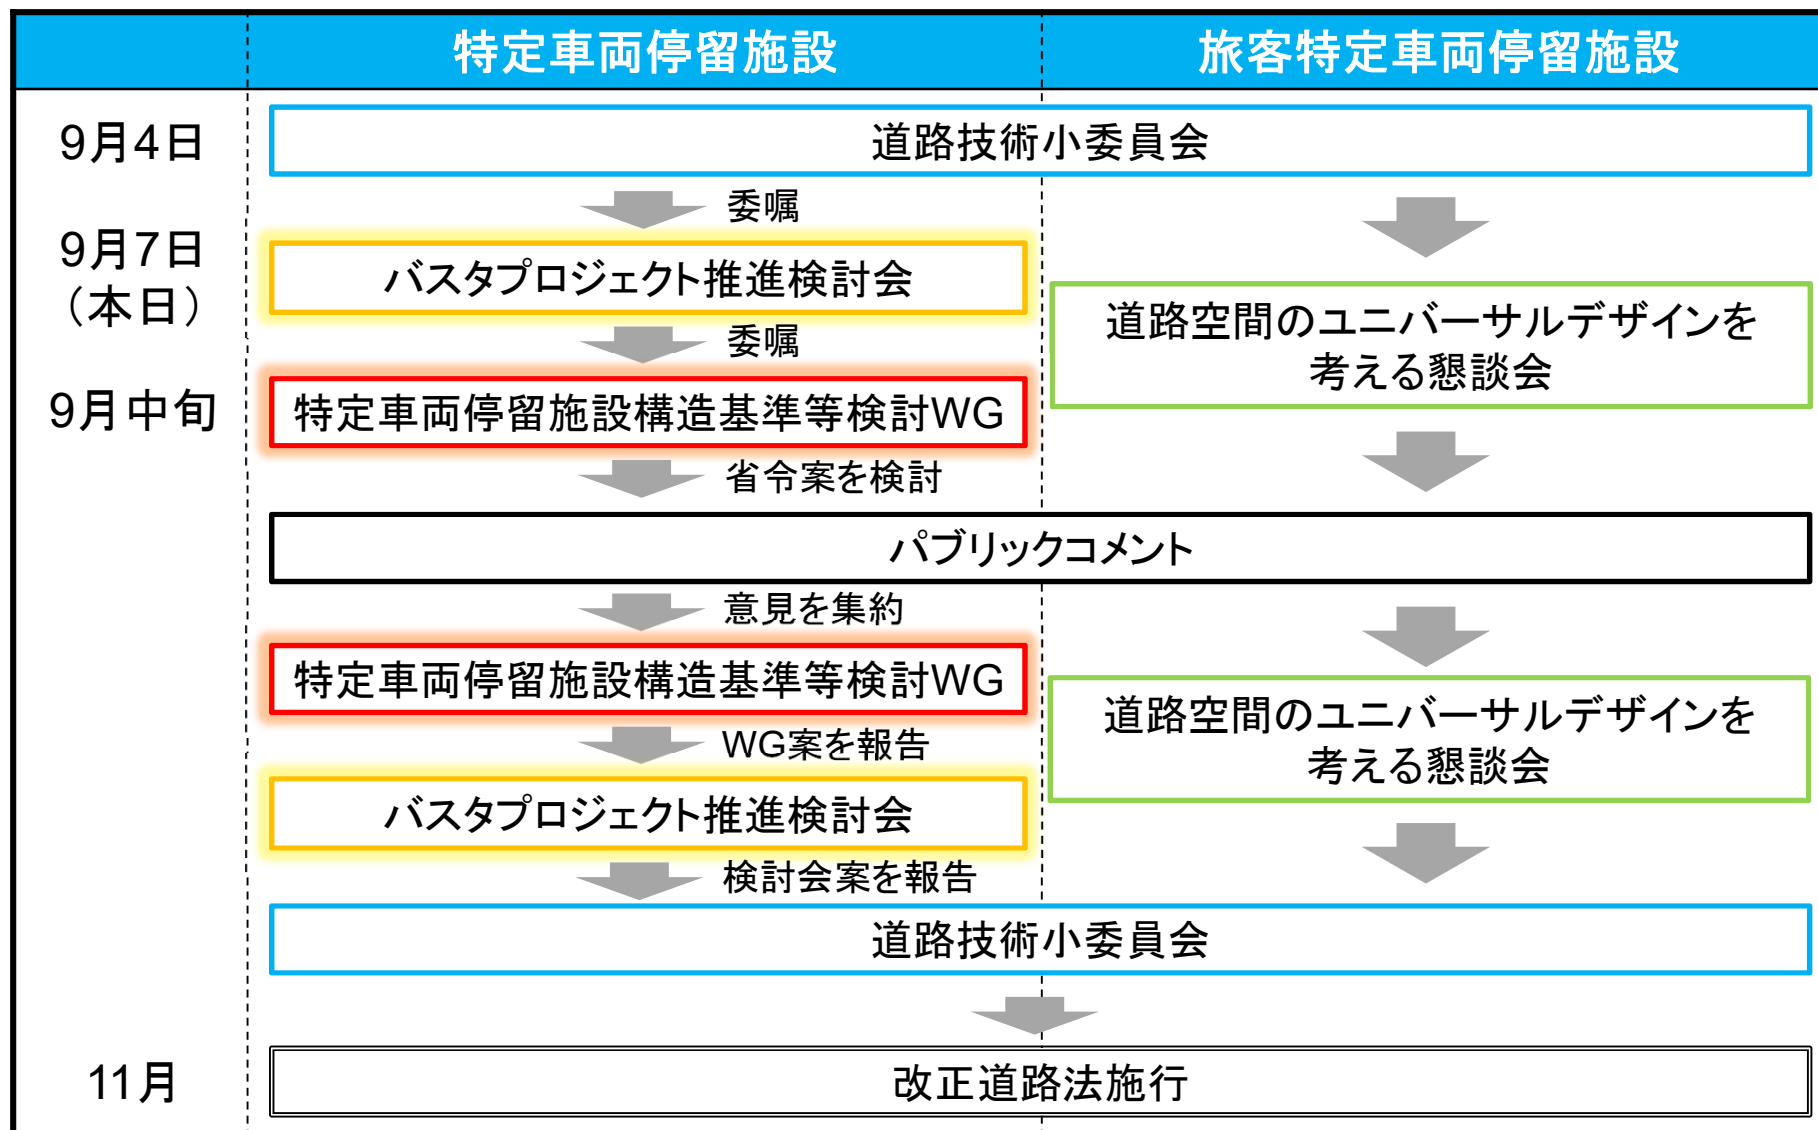 特定車両停留施設
旅客特定車両停留施設
9月4日
道路技術小委員会
委嘱
9月7日
（本日）
バスタプロジェクト推進検討会
道路空間のユニバーサルデザインを
考える懇談会
委嘱
9月中旬
特定車両停留施設構造基準等検討WG
省令案を検討
パブリックコメント
意見を集約
特定車両停留施設構造基準等検討WG
道路空間のユニバーサルデザインを
考える懇談会
WG案を報告
バスタプロジェクト推進検討会
検討会案を報告
道路技術小委員会
11月
改正道路法施行